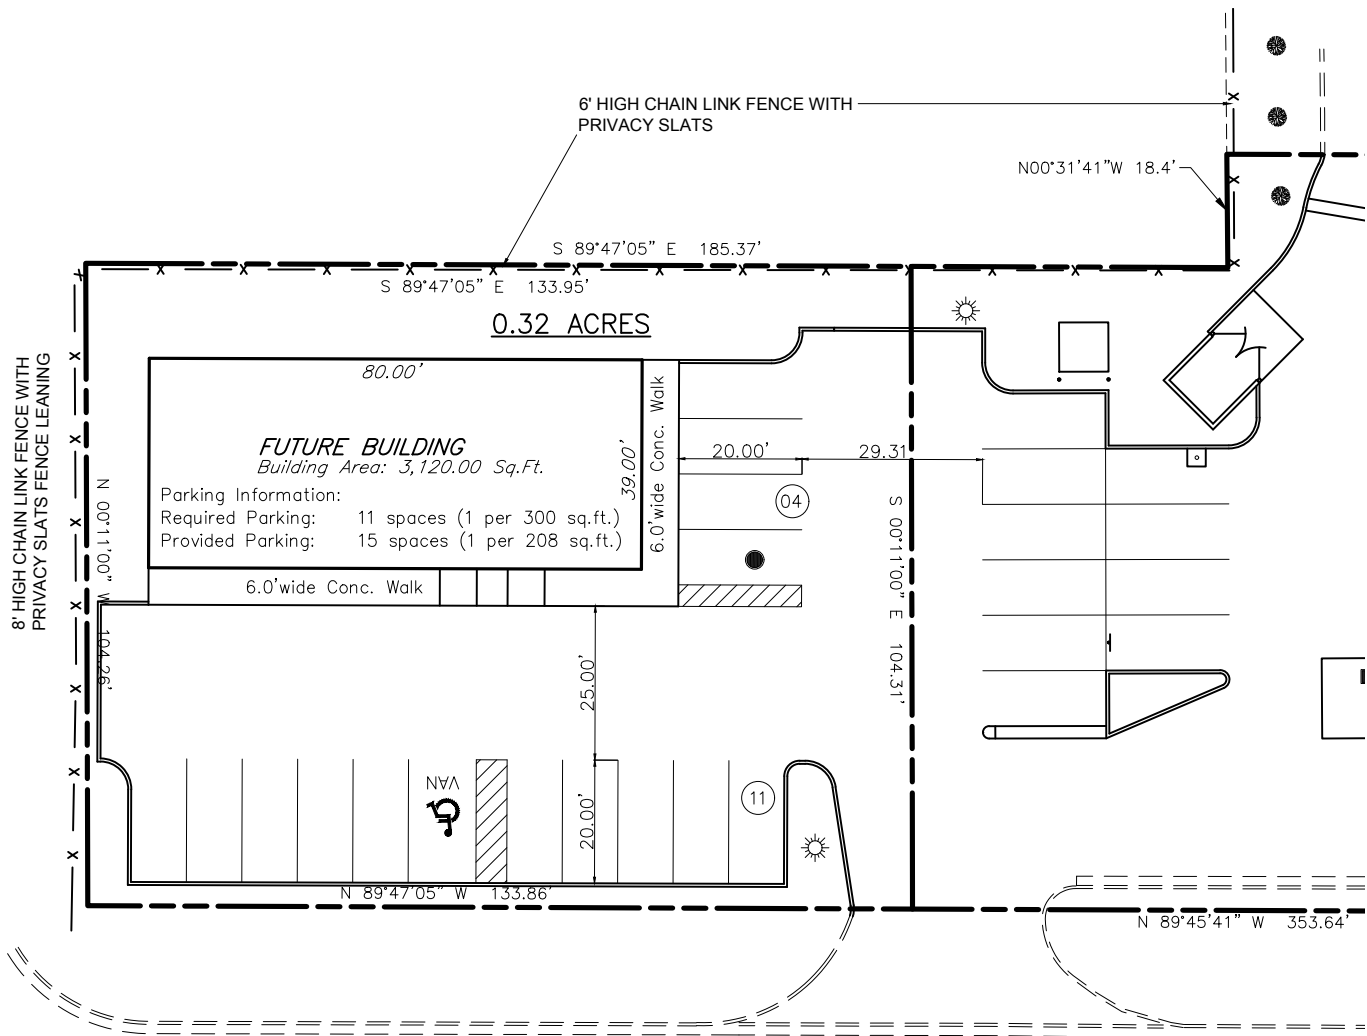 6' HIGH CHAIN LINK FENCE WITH
PRIVACY SLATS
N00°31'41"W 18.4'
S 89°47'05" E 185.37'
S 89°47'05" E 133.95'
0.32 ACRES
8' HIGH CHAIN LINK FENCE WITH
PRIVACY SLATS FENCE LEANING
80.00'
FUTURE BUILDING
Building Area: 3,120.00 Sq.Ft.
39.00'
6.0'wide Conc. Walk
Parking Information:
Required Parking: 11 spaces (1 per 300 sq.ft.)
Provided Parking: 15 spaces (1 per 208 sq.ft.)
20.00'
29.31
04
6.0'wide Conc. Walk
N 00°11'00" W 104.26'
S 00°11'00" E 104.31'
25.00'
VAN
20.00'
11
N 89°47'05" W 133.86'
N 89°45'41" W 353.64'
X X X X X X X X X X X X X X X X X X X X X X X X